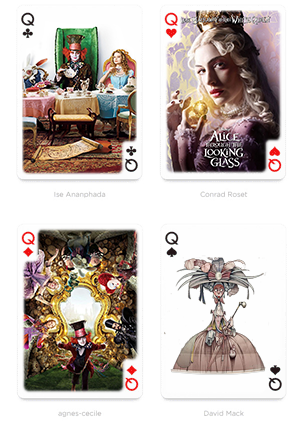 Q
Q
ALICE
THROUGH THE
LOOKING
GLASS
Q
Q
Ise Ananphada
Conrad Roset
Q
Q
Q
Q
agnes-cecile
David Mack